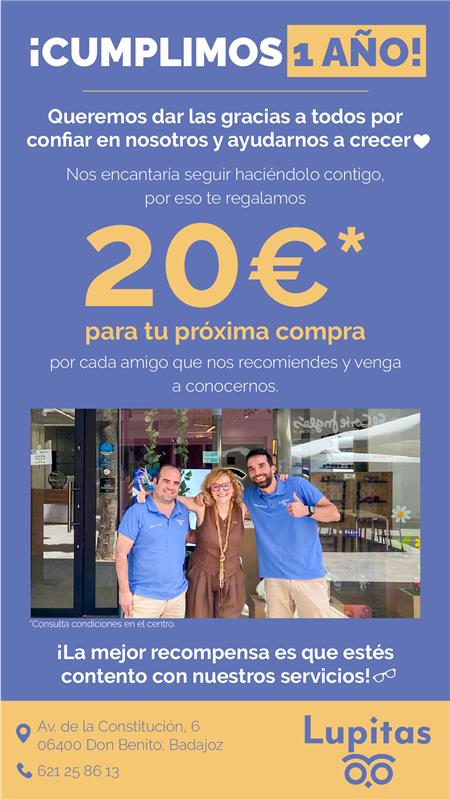 ¡CUMPLIMOS 1 AÑO!
Queremos dar las gracias a todos por
confiar en nosotros y ayudarnos a crecer
Nos encantaría seguir haciéndolo contigo,
por eso te regalamos
20€*
para tu próxima compra
por cada amigo que nos recomiendes y venga
a conocernos.
El Corte Inglés
*Consulta condiciones en el centro.
¡La mejor recompensa es que estés
contento con nuestros servicios!
Av. de la Constitución, 6
06400 Don Benito, Badajoz
621 25 86 13
Lupitas